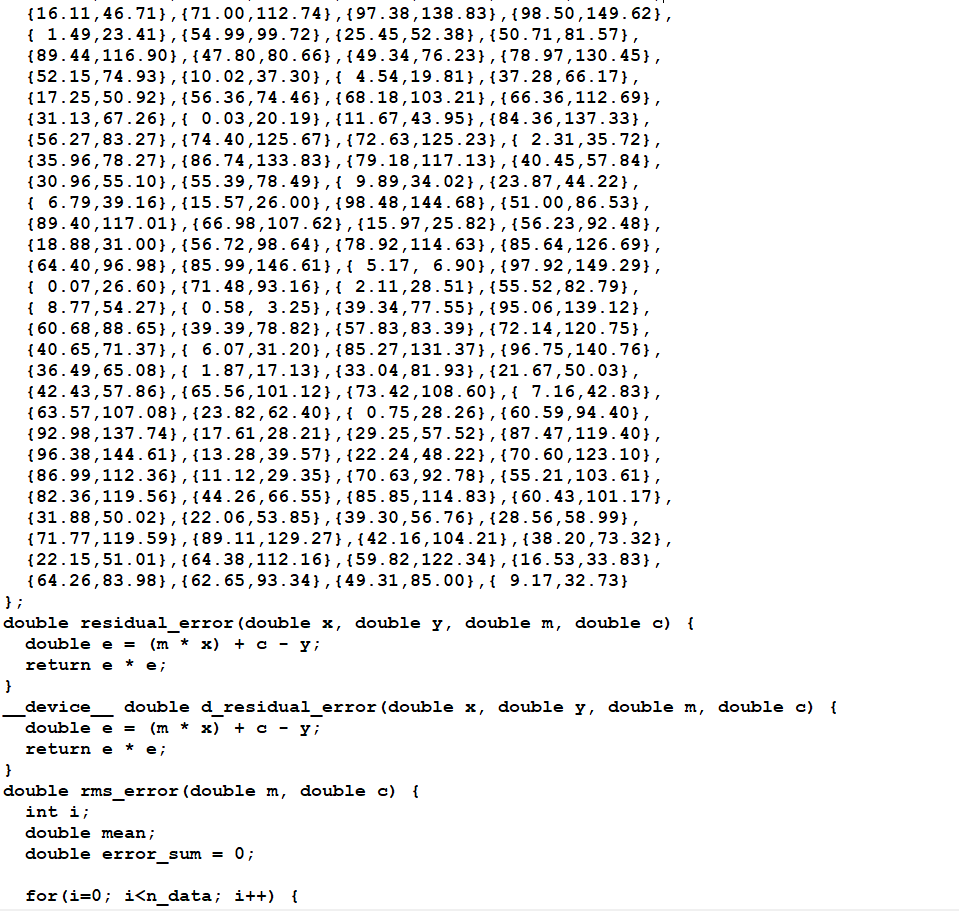 {16.11,46.71},{71.00,112.74},{97.38,138.83},{98.50,149.62},
{ 1.49,23.41},{54.99,99.72},{25.45,52.38},{50.71,81.57},
{89.44,116.90},{47.80,80.66},{49.34,76.23},{78.97,130.45},
{52.15,74.93},{10.02,37.30},{ 4.54,19.81},{37.28,66.17},
{17.25,50.92},{56.36,74.46},{68.18,103.21},{66.36,112.69},
{31.13,67.26},{ 0.03,20.19},{11.67,43.95},{84.36,137.33},
{56.27,83.27},{74.40,125.67},{72.63,125.23},{ 2.31,35.72},
{35.96,78.27},{86.74,133.83},{79.18,117.13},{40.45,57.84},
{30.96,55.10},{55.39,78.49},{ 9.89,34.02},{23.87,44.22},
{ 6.79,39.16},{15.57,26.00},{98.48,144.68},{51.00,86.53},
{89.40,117.01},{66.98,107.62},{15.97,25.82},{56.23,92.48},
{18.88,31.00},{56.72,98.64},{78.92,114.63},{85.64,126.69},
{64.40,96.98},{85.99,146.61},{ 5.17, 6.90},{97.92,149.29},
{ 0.07,26.60},{71.48,93.16},{ 2.11,28.51},{55.52,82.79},
{ 8.77,54.27},{ 0.58, 3.25},{39.34,77.55},{95.06,139.12},
{60.68,88.65},{39.39,78.82},{57.83,83.39},{72.14,120.75},
{40.65,71.37},{ 6.07,31.20},{85.27,131.37},{96.75,140.76},
{36.49,65.08},{ 1.87,17.13},{33.04,81.93},{21.67,50.03},
{42.43,57.86},{65.56,101.12},{73.42,108.60},{ 7.16,42.83},
{63.57,107.08},{23.82,62.40},{ 0.75,28.26},{60.59,94.40},
{92.98,137.74},{17.61,28.21},{29.25,57.52},{87.47,119.40},
{96.38,144.61},{13.28,39.57},{22.24,48.22},{70.60,123.10},
{86.99,112.36},{11.12,29.35},{70.63,92.78},{55.21,103.61},
{82.36,119.56},{44.26,66.55},{85.85,114.83},{60.43,101.17},
{31.88,50.02},{22.06,53.85},{39.30,56.76},{28.56,58.99},
{71.77,119.59},{89.11,129.27},{42.16,104.21},{38.20,73.32},
{22.15,51.01},{64.38,112.16},{59.82,122.34},{16.53,33.83},
{64.26,83.98},{62.65,93.34},{49.31,85.00},{ 9.17,32.73}
};
double residual_error(double x, double y, double m, double c) {
double e = (m * x) + c - y;
return e * e;
}
__device__ double d_residual_error(double x, double y, double m, double c) {
double e = (m * x) + c - y;
return e * e;
}
double rms_error(double m, double c) {
int i;
double mean;
double error_sum = 0;
for(i=0; i<n_data; i++) {